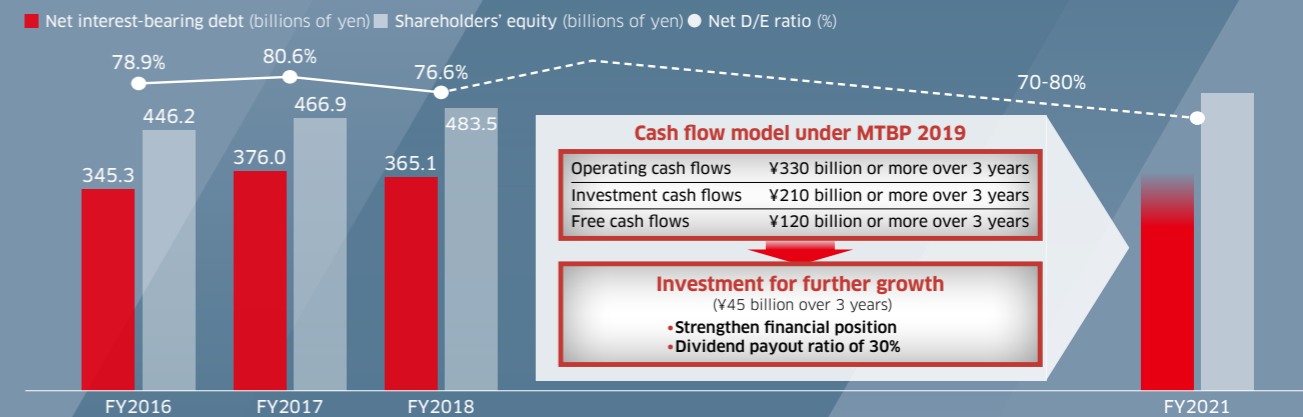 Net interest-bearing debt (billions of yen) Shareholders' equity (billions of yen) Net D/E ratio (%)
78.9%
80.6%
76.6%
70-80%
446.2
466.9
483.5
345.3
376.0
365.1
Cash flow model under MTBP 2019
Operating cash flows ¥330 billion or more over 3 years
Investment cash flows ¥210 billion or more over 3 years
Free cash flows ¥120 billion or more over 3 years
Investment for further growth
(¥45 billion over 3 years)
•Strengthen financial position
•Dividend payout ratio of 30%
FY2016 FY2017 FY2018 FY2021